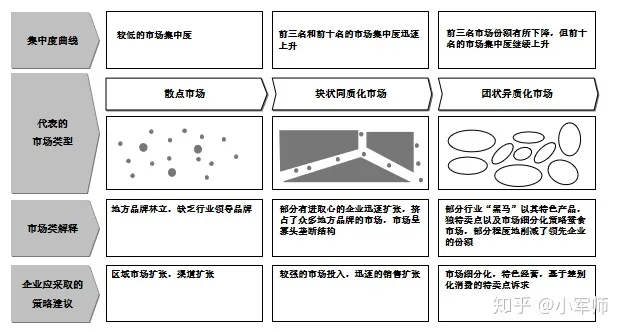 集中度曲线
较低的市场集中度
前三名和前十名的市场集中度迅速
上升
前三名市场份额有所下降，但前十
名的市场集中度继续上升
代表的
市场类型
散点市场
块状同质化市场
团状异质化市场
市场类解释
地方品牌林立，缺乏行业领导品牌
部分有进取心的企业迅速扩张，挤
占了众多地方品牌的市场，市场呈
寡头垄断结构
部分行业“黑马”以其特色产品，
独特卖点以及市场细分化策略蚕食
市场，部分程度地削减了领先企业
的份额
企业应采取的
策略建议
区域市场扩张，渠道扩张
较强的市场投入，迅速的销售扩张
市场细分化，特色经营，基于差别
化消费的特卖点诉求
知乎 @小军师